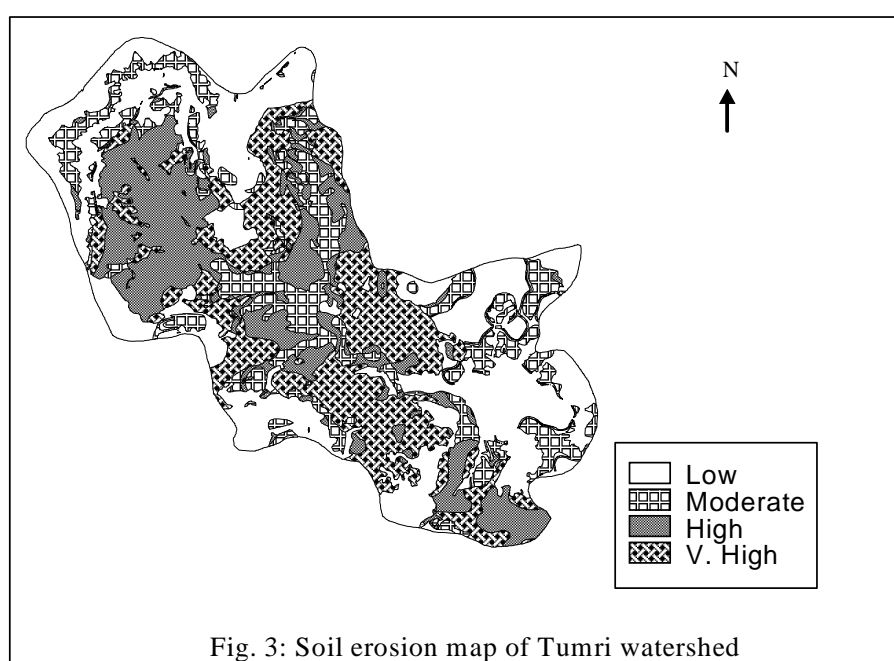 N
Low
Moderate
High
V. High
Fig. 3: Soil erosion map of Tumri watershed